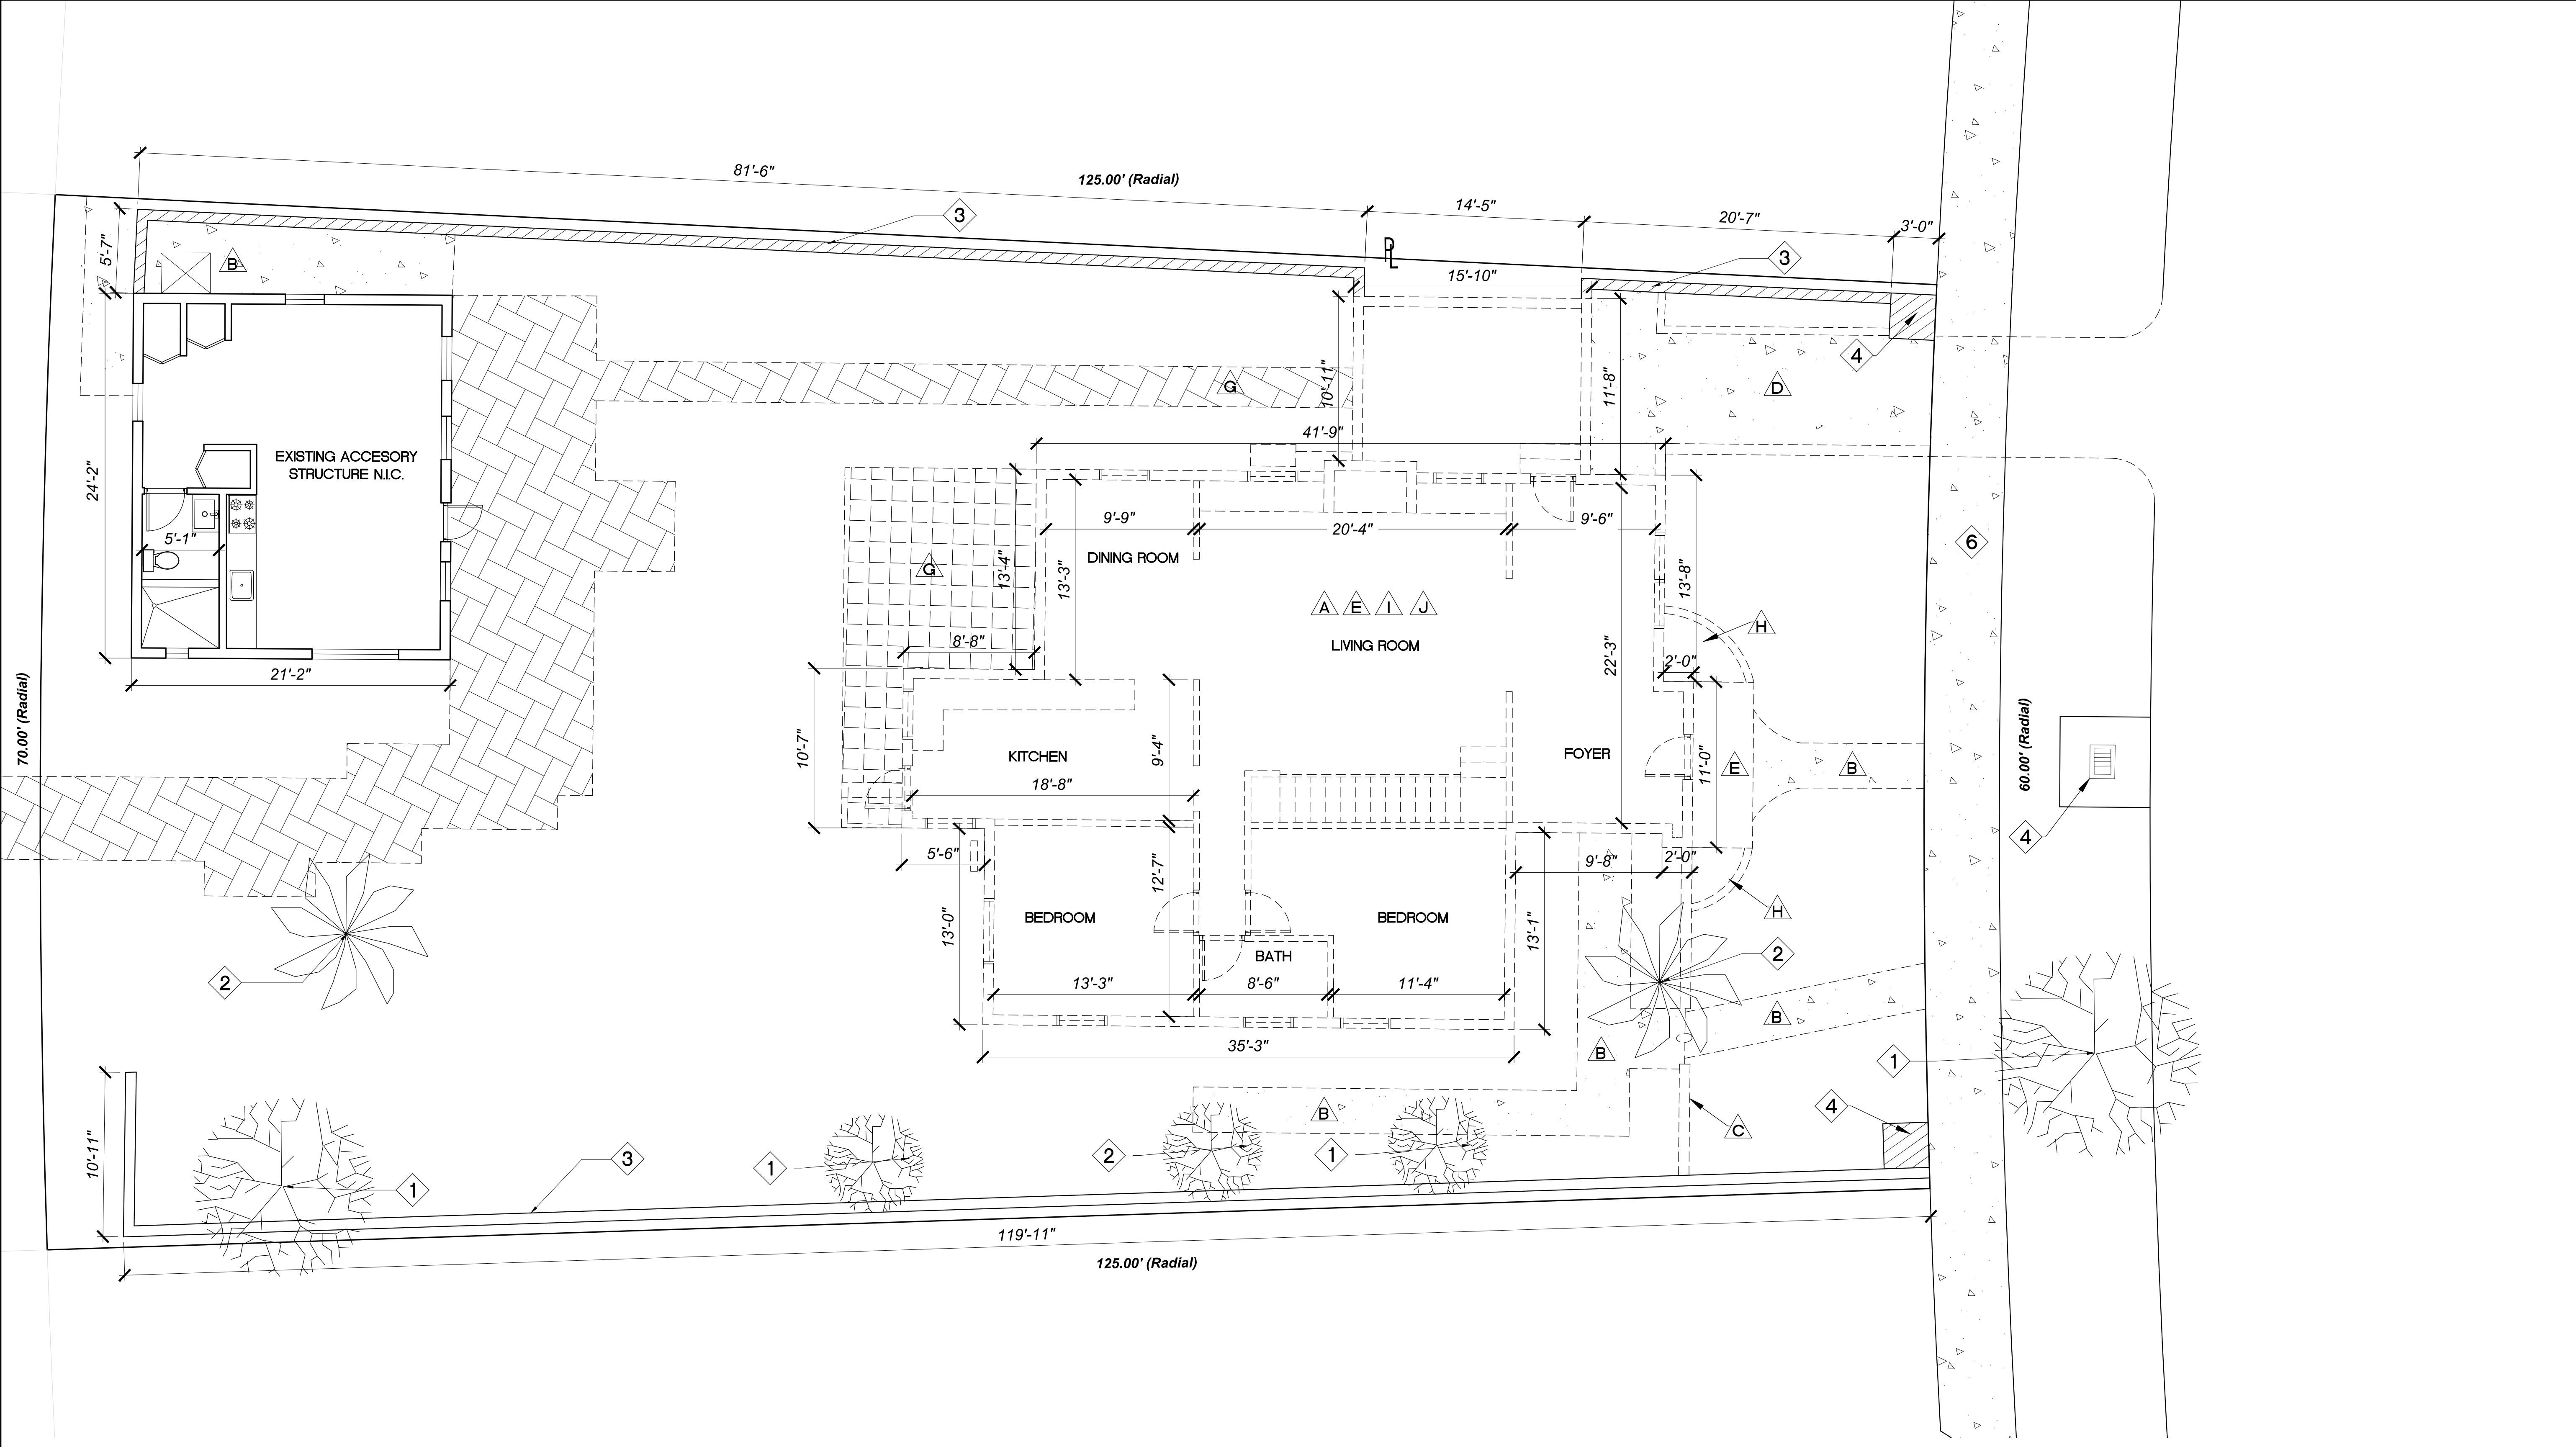 81'-6"
125.00' (Radial)
14'-5"
20'-7"
3'-0"
3
5'-7"
B
PL
3
15'-10"
4
G
10'-11"
11'-8"
D
41'-9"
EXISTING ACCESORY
STRUCTURE N.I.C.
24'-2"
5'-1"
21'-2"
9'-9"
20'-4"
9'-6"
6
DINING ROOM
G
13'-4"
13'-3"
13'-8"
A E I J
H
8'-8"
LIVING ROOM
22'-3"
2'-0"
70.00' (Radial)
60.00' (Radial)
10'-7"
KITCHEN
9'-4"
FOYER
11'-0"
E
B
18'-8"
4
5'-6"
12'-7"
9'-8"
2'-0"
BEDROOM
BEDROOM
13'-0"
13'-1"
H
2
BATH
2
13'-3"
8'-6"
11'-4"
B
35'-3"
B
1
10'-11"
B
4
C
3
1
2
1
1
119'-11"
125.00' (Radial)